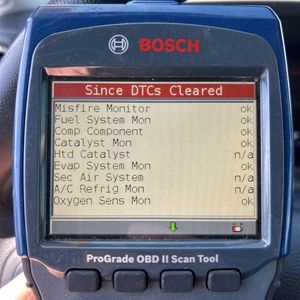 BOSCH
Since DTCs Cleared
Misfire Monitor ok
Fuel System Mon ok
Comp Component ok
Catalyst Mon ok
Htd Catalyst n/a
Evap System Mon ok
Sec Air System n/a
A/C Refrig Mon n/a
Oxygen Sens Mon ok
ProGrade OBD II Scan Tool